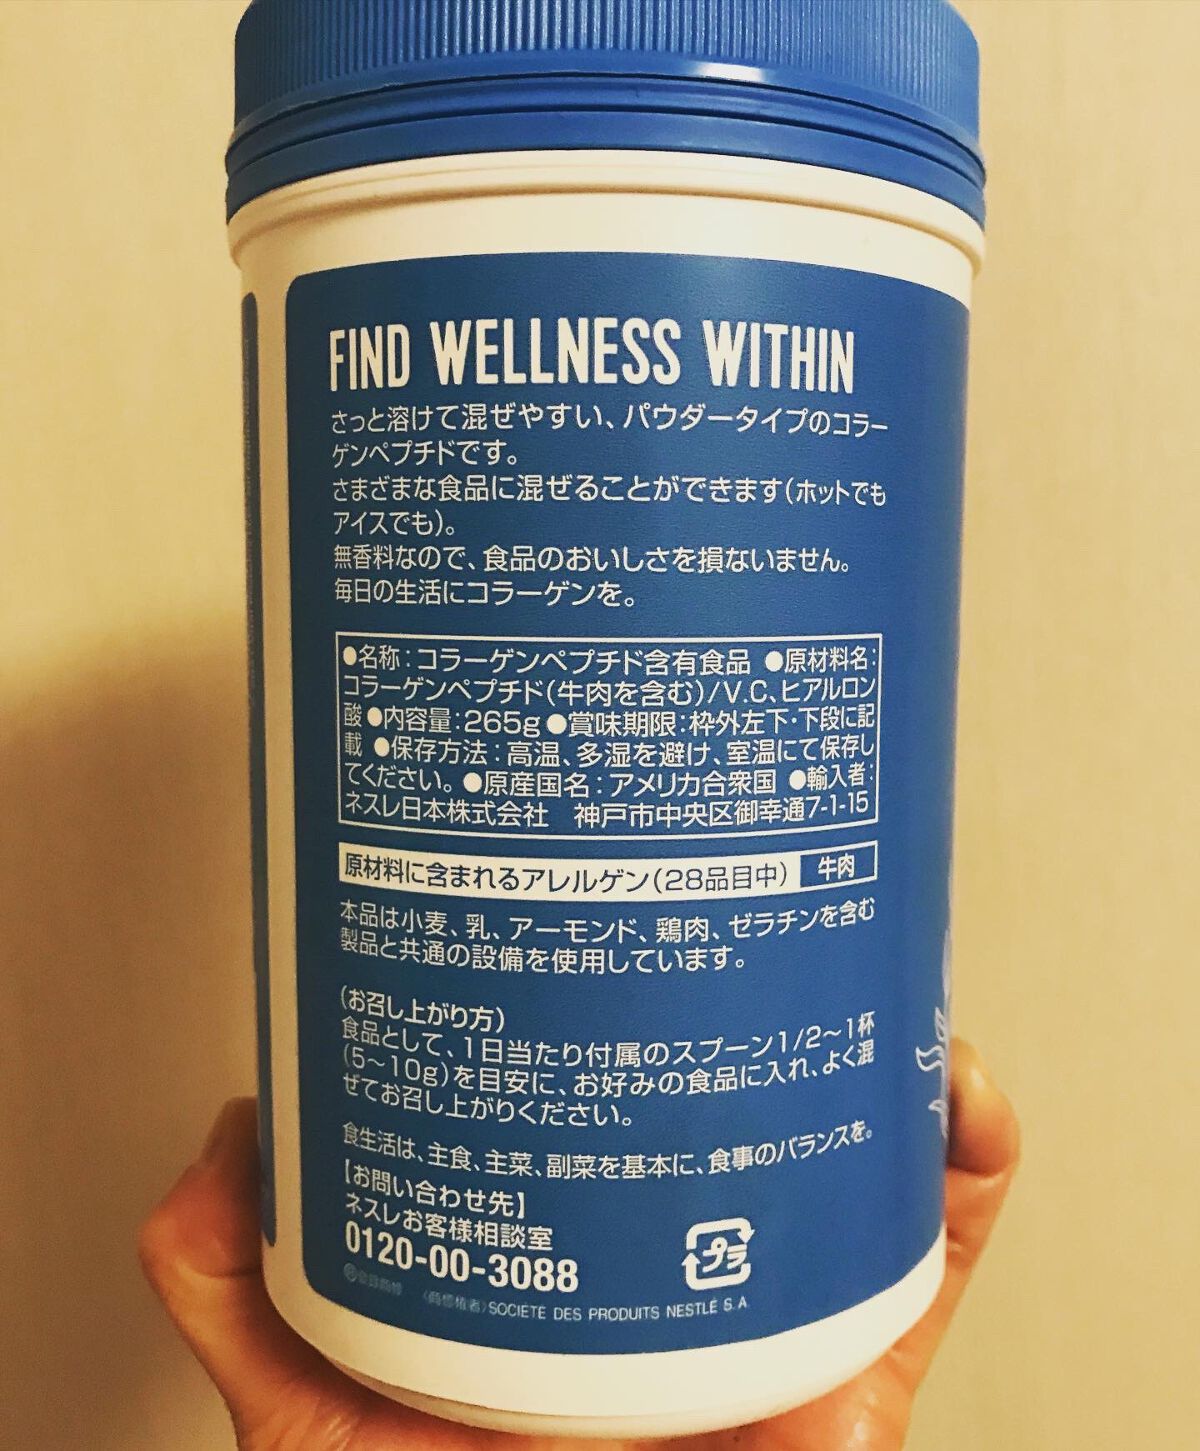 FIND WELLNESS WITHIN
さっと溶けて混ぜやすい、パウダータイプのコラー
ゲンペプチドです。
さまざまな食品に混ぜることができます(ホットでも
アイスでも)。
無香料なので、食品のおいしさを損ないません。
毎日の生活にコラーゲンを。
●名称:コラーゲンペプチド含有食品 ●原材料名:
コラーゲンペプチド(牛肉を含む)/V.C、ヒアルロン
酸 ●内容量:265g ●賞味期限:枠外左下・下段に記
載 ●保存方法:高温、多湿を避け、室温にて保存し
てください。 ●原産国名:アメリカ合衆国 ●輸入者:
ネスレ日本株式会社 神戸市中央区御幸通7-1-15
原材料に含まれるアレルゲン(28品目中) 牛肉
本品は小麦、乳、アーモンド、鶏肉、ゼラチンを含む
製品と共通の設備を使用しています。
(お召し上がり方)
食品として、1日当たり付属のスプーン1/2～1杯
(5～10g)を目安に、お好みの食品に入れ、よく混
ぜてお召し上がりください。
食生活は、主食、主菜、副菜を基本に、食事のバランスを。
【お問い合わせ先】
ネスレお客様相談室
0120-00-3088
プラ
®登録商標 〈商標権者〉SOCIETE DES PRODUITS NESTLÉ S.A.